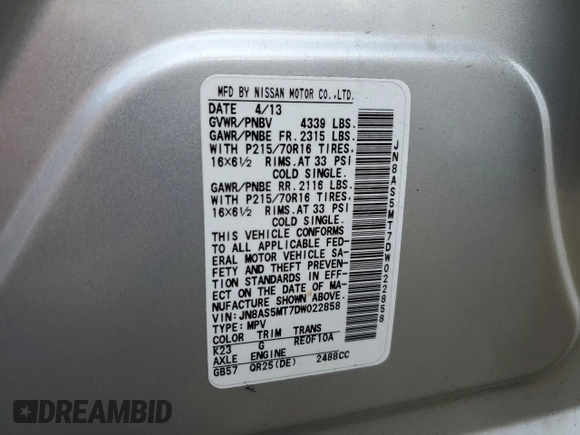 MFD BY NISSAN MOTOR CO.,LTD.
DATE 4/13
GVWR/PNBV 4339 LBS.
GAWR/PNBE FR. 2315 LBS.
WITH P215/70R16 TIRES,
16×6½ RIMS.AT 33 PSI
COLD SINGLE.
GAWR/PNBE RR. 2116 LBS.
WITH P215/70R16 TIRES,
16×6½ RIMS.AT 33 PSI
COLD SINGLE.
THIS VEHICLE CONFORMS
TO ALL APPLICABLE FED-
ERAL MOTOR VEHICLE SA-
FETY AND THEFT PREVEN-
TION STANDARDS IN EFF-
ECT ON THE DATE OF MA-
NUFACTURE SHOWN ABOVE.
VIN: JN8AS5MT7DW022858
TYPE: MPV
COLOR TRIM TRANS
K23 G RE0F10A
AXLE ENGINE
GB57 QR25(DE) 2488CC
JN8AS5MT7DW022858
DREAMBID